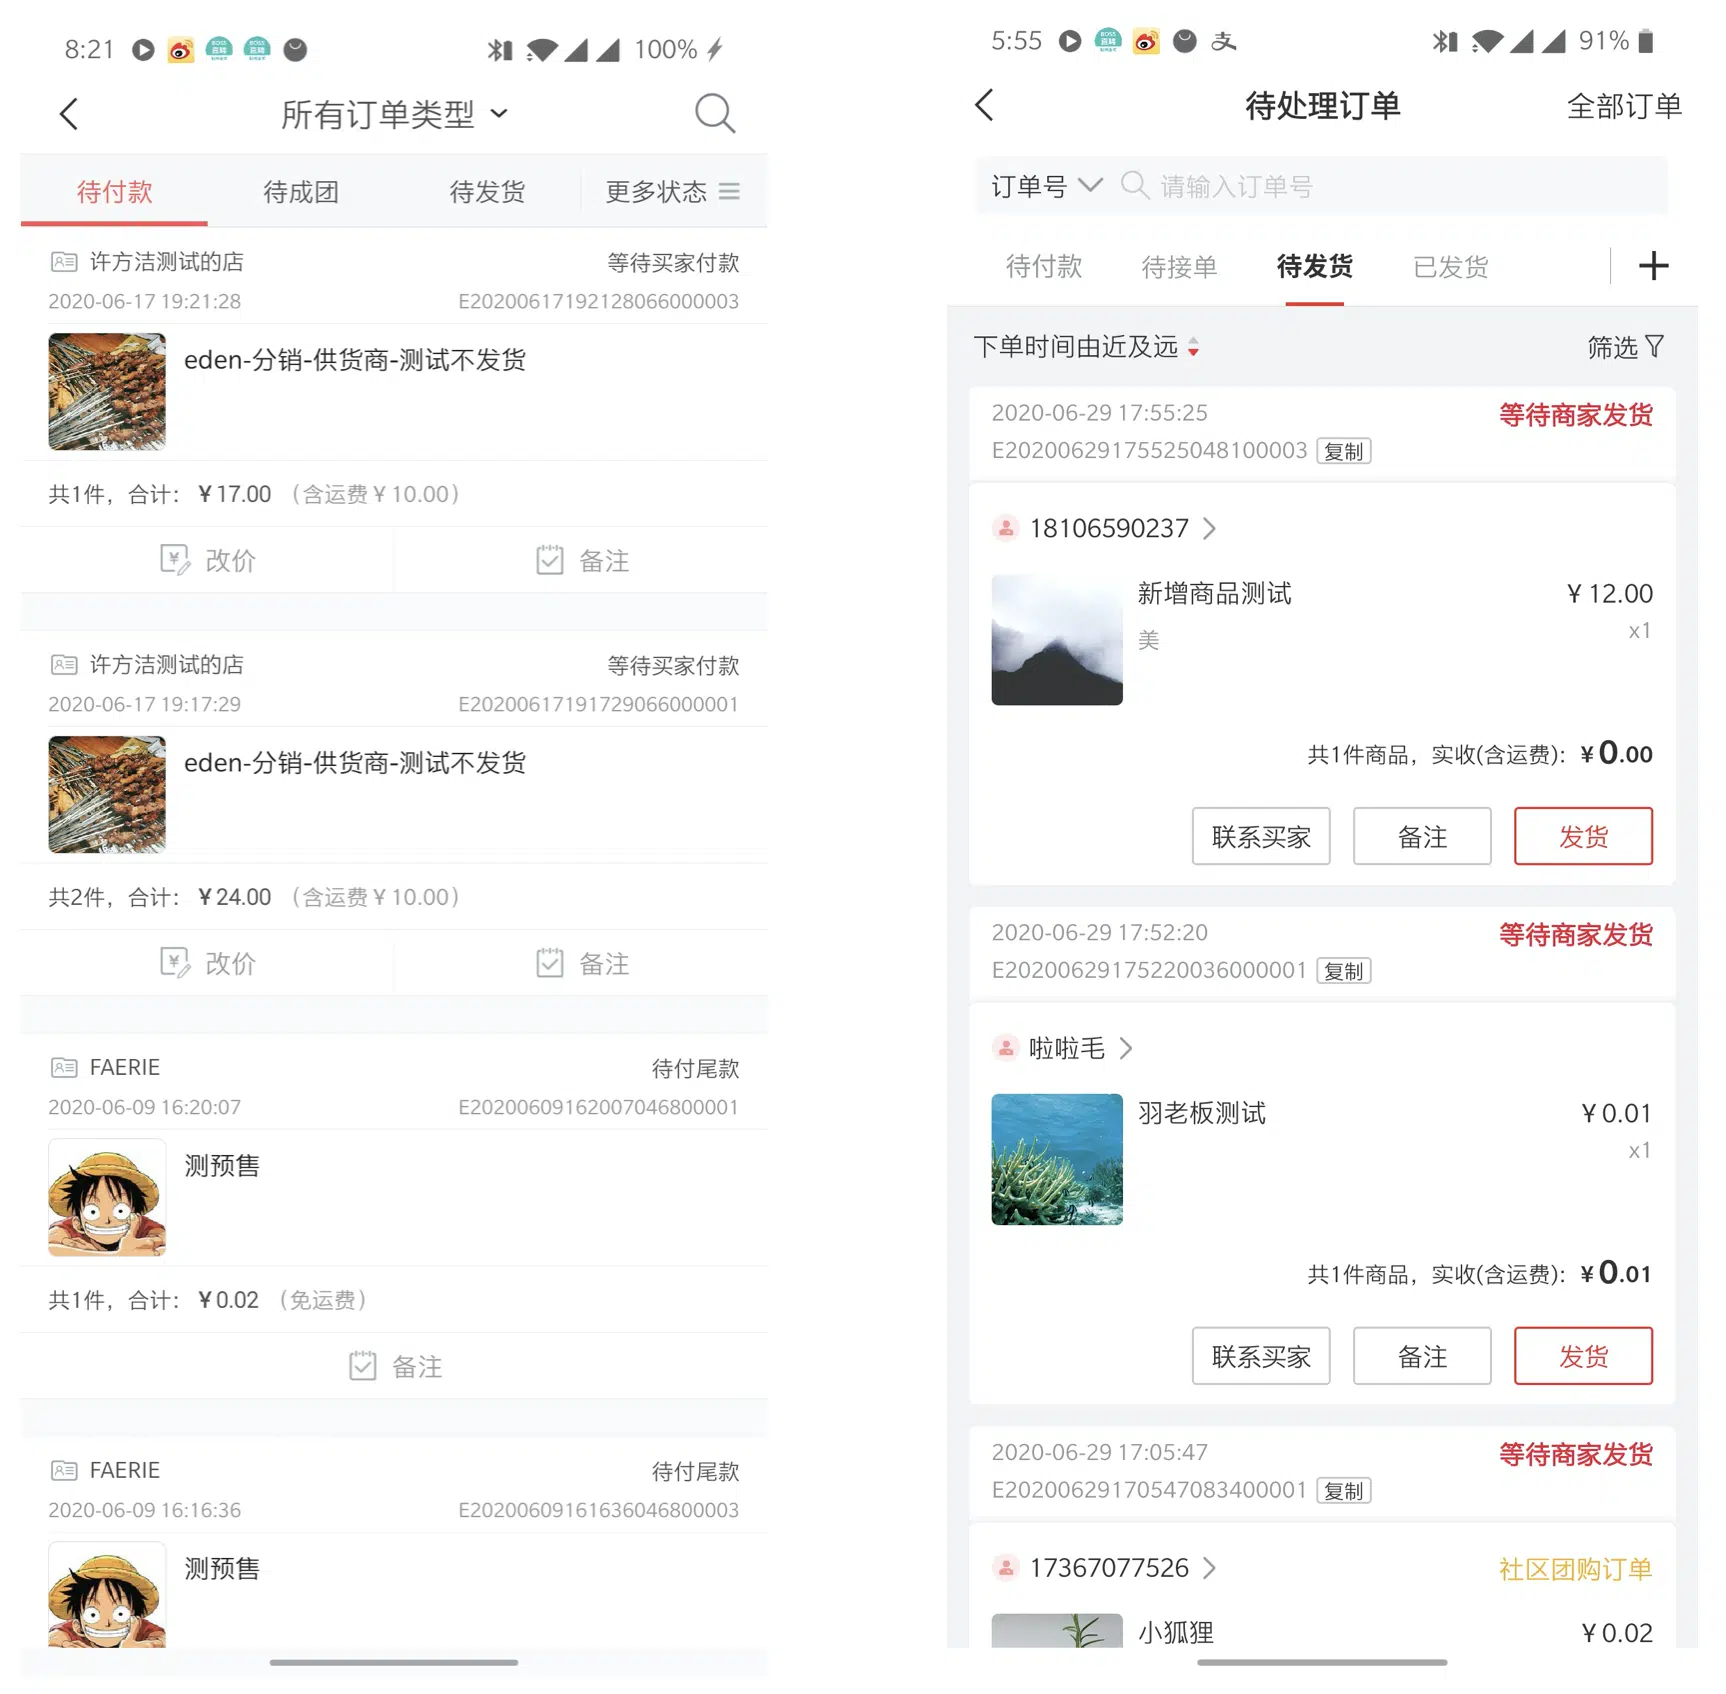 8:21
100%
所有订单类型
待付款
待成团
待发货
更多状态
许方洁测试的店
等待买家付款
2020-06-17 19:21:28
E20200617192128066000003
eden-分销-供货商-测试不发货
共1件，合计：￥17.00（含运费￥10.00）
改价
备注
许方洁测试的店
等待买家付款
2020-06-17 19:17:29
E20200617191729066000001
eden-分销-供货商-测试不发货
共2件，合计：￥24.00（含运费￥10.00）
改价
备注
FAERIE
待付尾款
2020-06-09 16:20:07
E20200609162007046800001
测预售
共1件，合计：￥0.02（免运费）
备注
FAERIE
待付尾款
2020-06-09 16:16:36
E20200609161636046800003
测预售
5:55
支
91%
待处理订单
全部订单
订单号
请输入订单号
待付款
待接单
待发货
已发货
下单时间由近及远
筛选
2020-06-29 17:55:25
等待商家发货
E20200629175525048100003 复制
18106590237
新增商品测试
￥12.00
美
x1
共1件商品，实收(含运费)：￥0.00
联系买家
备注
发货
2020-06-29 17:52:20
等待商家发货
E20200629175220036000001 复制
啦啦毛
羽老板测试
￥0.01
x1
共1件商品，实收(含运费)：￥0.01
联系买家
备注
发货
2020-06-29 17:05:47
等待商家发货
E20200629170547083400001 复制
17367077526
社区团购订单
小狐狸
￥0.02